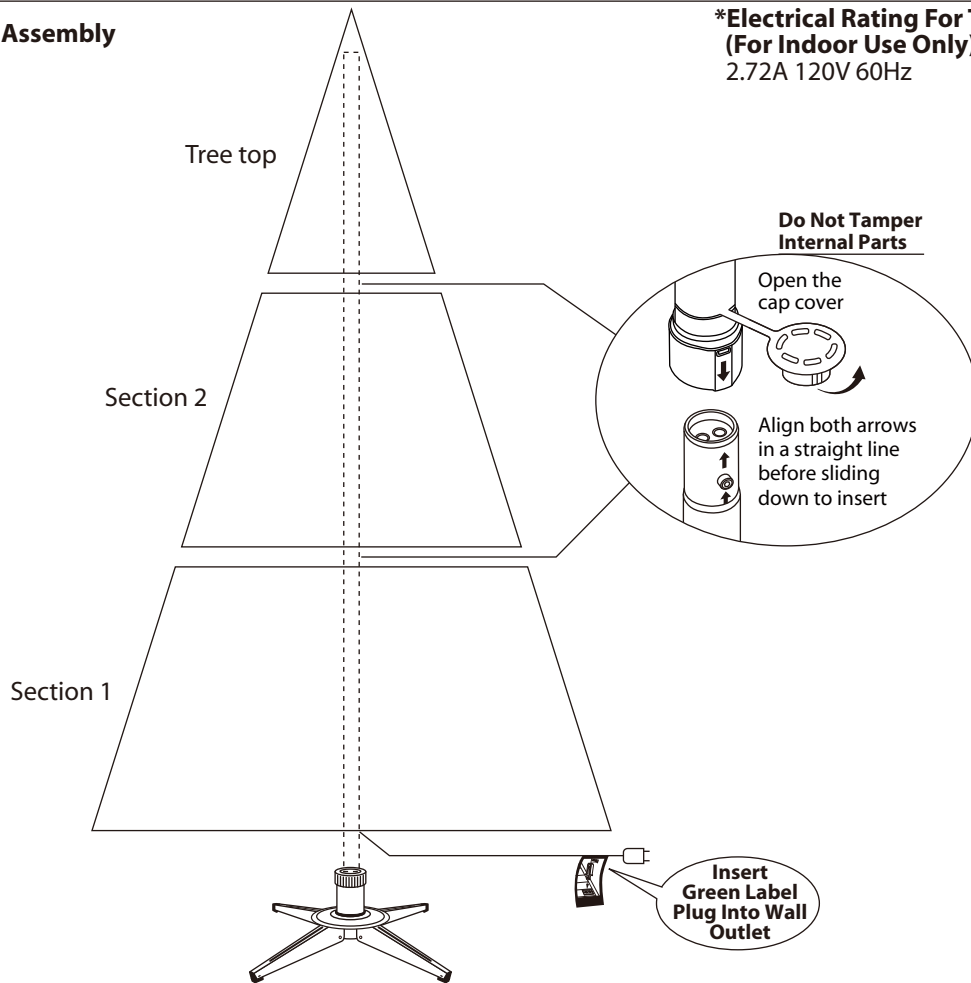 Assembly
*Electrical Rating For
(For Indoor Use Only)
2.72A 120V 60Hz
Tree top
Do Not Tamper
Internal Parts
Open the
cap cover
Section 2
Align both arrows
in a straight line
before sliding
down to insert
Section 1
Insert
Green Label
Plug Into Wall
Outlet